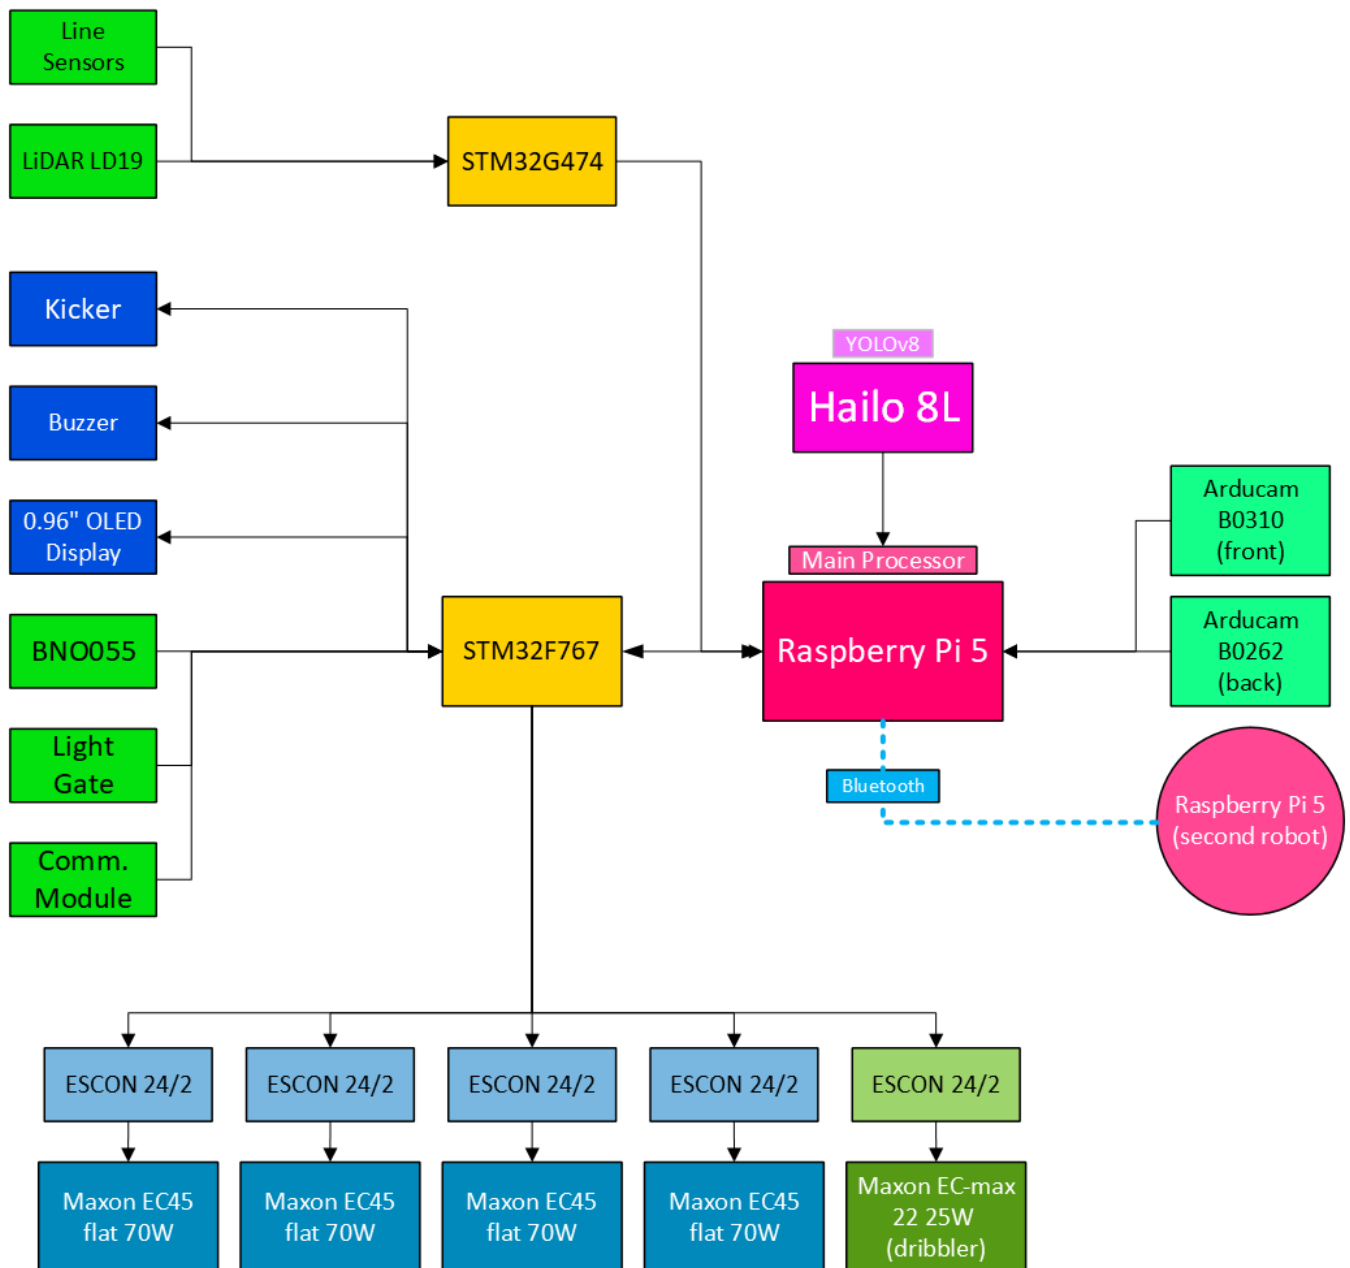 Line
Sensors
LiDAR LD19
STM32G474
Kicker
Buzzer
0.96" OLED
Display
BNO055
Light
Gate
Comm.
Module
STM32F767
YOLOv8
Hailo 8L
Main Processor
Raspberry Pi 5
Arducam
B0310
(front)
Arducam
B0262
(back)
Bluetooth
Raspberry Pi 5
(second robot)
ESCON 24/2
ESCON 24/2
ESCON 24/2
ESCON 24/2
ESCON 24/2
Maxon EC45
flat 70W
Maxon EC45
flat 70W
Maxon EC45
flat 70W
Maxon EC45
flat 70W
Maxon EC-max
22 25W
(dribbler)